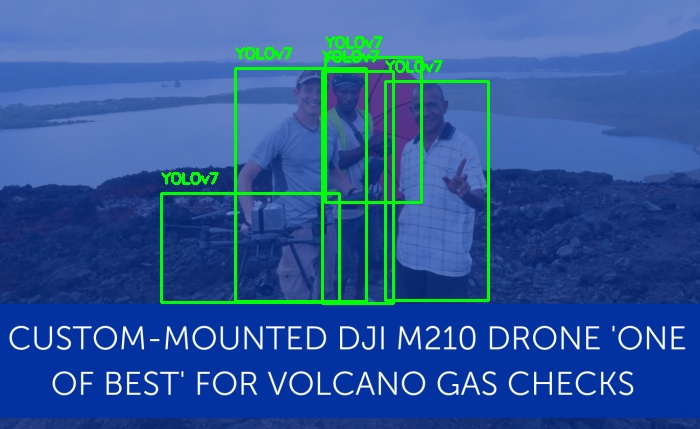 YOLOv7
YOLOv7
YOLOv7
YOLOv7
YOLOv7
CUSTOM-MOUNTED DJI M210 DRONE 'ONE
OF BEST' FOR VOLCANO GAS CHECKS